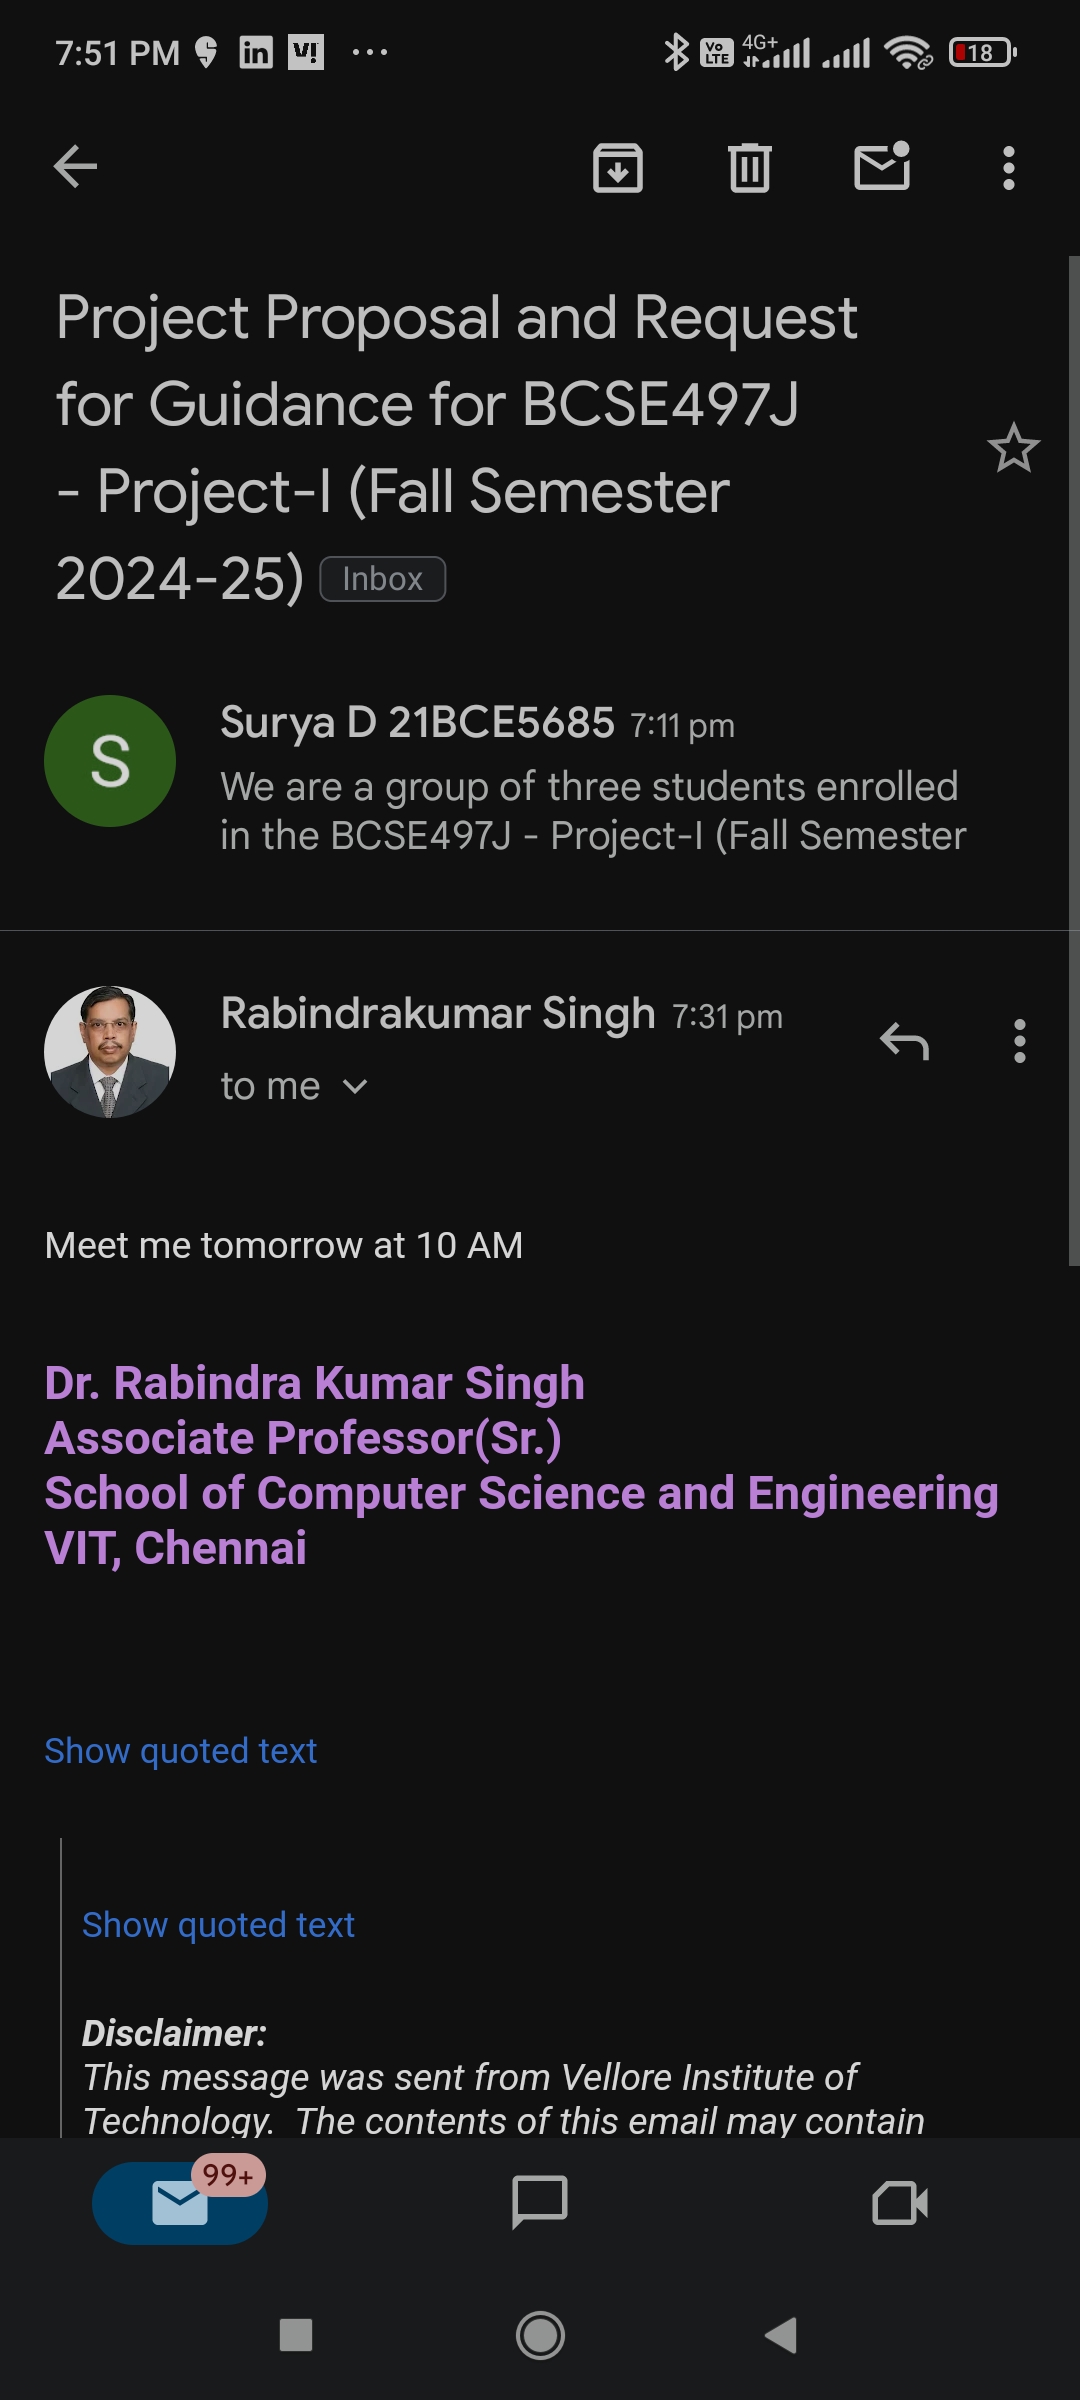 7:51 PM in V! ...
Vo LTE 4G+ 18
Project Proposal and Request
for Guidance for BCSE497J
- Project-I (Fall Semester
2024-25) Inbox
S
Surya D 21BCE5685 7:11 pm
We are a group of three students enrolled
in the BCSE497J - Project-I (Fall Semester
Rabindrakumar Singh 7:31 pm
to me
Meet me tomorrow at 10 AM
Dr. Rabindra Kumar Singh
Associate Professor(Sr.)
School of Computer Science and Engineering
VIT, Chennai
Show quoted text
Show quoted text
Disclaimer:
This message was sent from Vellore Institute of
Technology.  The contents of this email may contain
99+